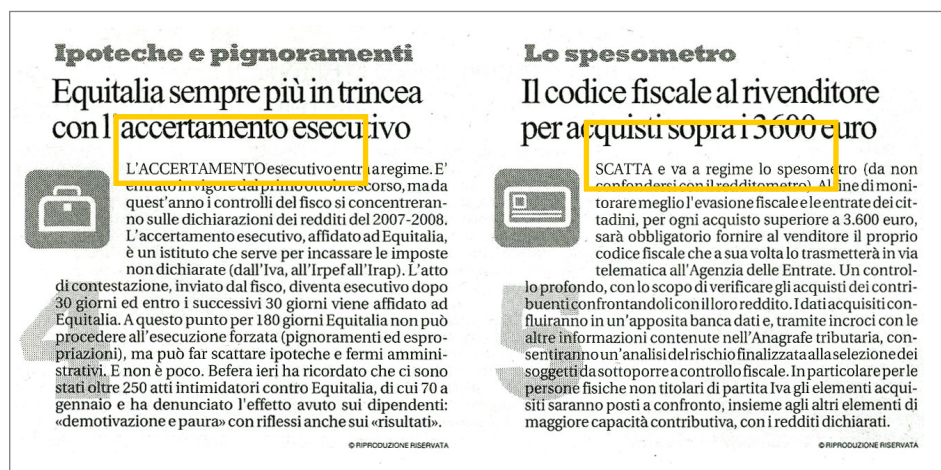 Ipoteche e pignoramenti
Equitalia sempre più in trincea
con l'accertamento esecutivo
L'ACCERTAMENTO esecutivo entra a regime. E'
entrato in vigore dal primo ottobre scorso, ma da
quest'anno i controlli del fisco si concentreran-
no sulle dichiarazioni dei redditi del 2007-2008.
L'accertamento esecutivo, affidato ad Equitalia,
è un istituto che serve per incassare le imposte
non dichiarate (dall'Iva, all'Irpef all'Irap). L'atto
di contestazione, inviato dal fisco, diventa esecutivo dopo
30 giorni ed entro i successivi 30 giorni viene affidato ad
Equitalia. A questo punto per 180 giorni Equitalia non può
procedere all'esecuzione forzata (pignoramenti ed espro-
priazioni), ma può far scattare ipoteche e fermi ammini-
strativi. E non è poco. Befera ieri ha ricordato che ci sono
stati oltre 250 atti intimidatori contro Equitalia, di cui 70 a
gennaio e ha denunciato l'effetto avuto sui dipendenti:
«demotivazione e paura» con riflessi anche sui «risultati».
4
© RIPRODUZIONE RISERVATA
Lo spesometro
Il codice fiscale al rivenditore
per acquisti sopra i 3600 euro
SCATTA e va a regime lo spesometro (da non
confondersi con il redditometro). Al fine di moni-
torare meglio l'evasione fiscale e le entrate dei cit-
tadini, per ogni acquisto superiore a 3.600 euro,
sarà obbligatorio fornire al venditore il proprio
codice fiscale che a sua volta lo trasmetterà in via
telematica all'Agenzia delle Entrate. Un control-
lo profondo, con lo scopo di verificare gli acquisti dei contri-
buenti confrontandoli con il loro reddito. I dati acquisiti con-
fluiranno in un'apposita banca dati e, tramite incroci con le
altre informazioni contenute nell'Anagrafe tributaria, con-
sentiranno un'analisi del rischio finalizzata alla selezione dei
soggetti da sottoporre a controllo fiscale. In particolare per le
persone fisiche non titolari di partita Iva gli elementi acqui-
siti saranno posti a confronto, insieme agli altri elementi di
maggiore capacità contributiva, con i redditi dichiarati.
5
© RIPRODUZIONE RISERVATA